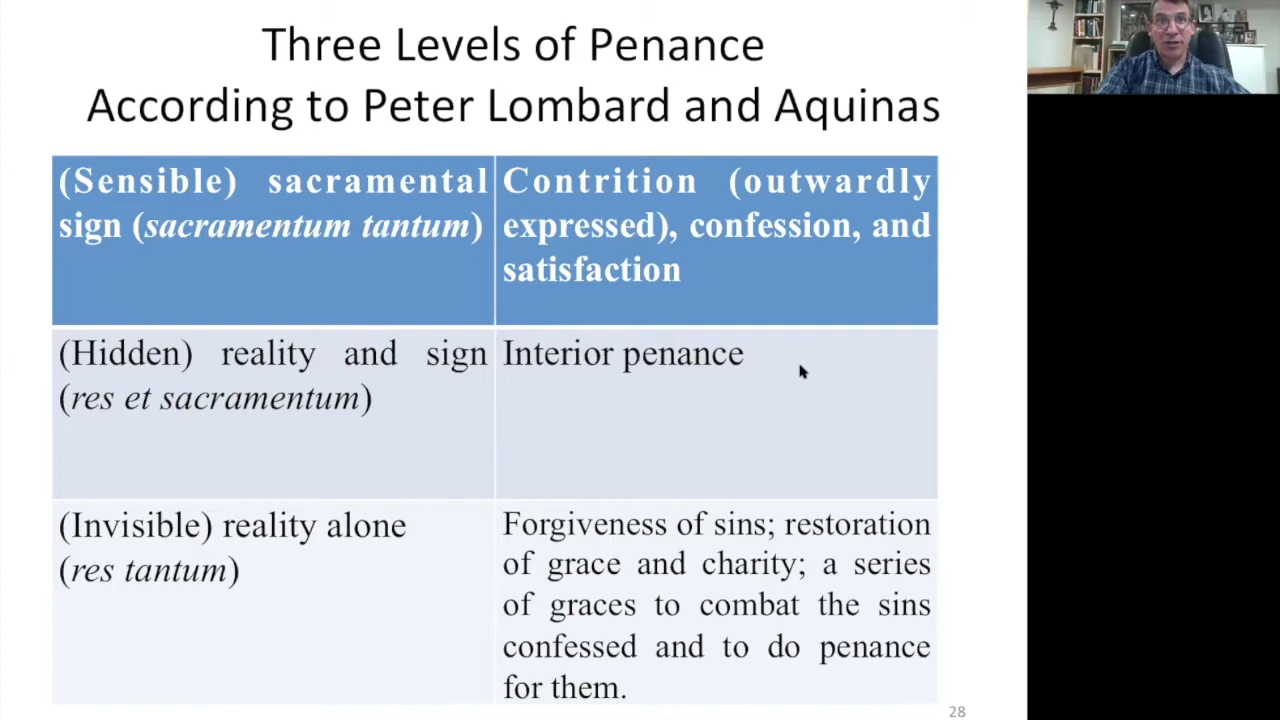 Three Levels of Penance
According to Peter Lombard and Aquinas
(Sensible) sacramental
sign (sacramentum tantum)
Contrition (outwardly
expressed), confession, and
satisfaction
(Hidden) reality and sign
(res et sacramentum)
Interior penance
(Invisible) reality alone
(res tantum)
Forgiveness of sins; restoration
of grace and charity; a series
of graces to combat the sins
confessed and to do penance
for them.
28